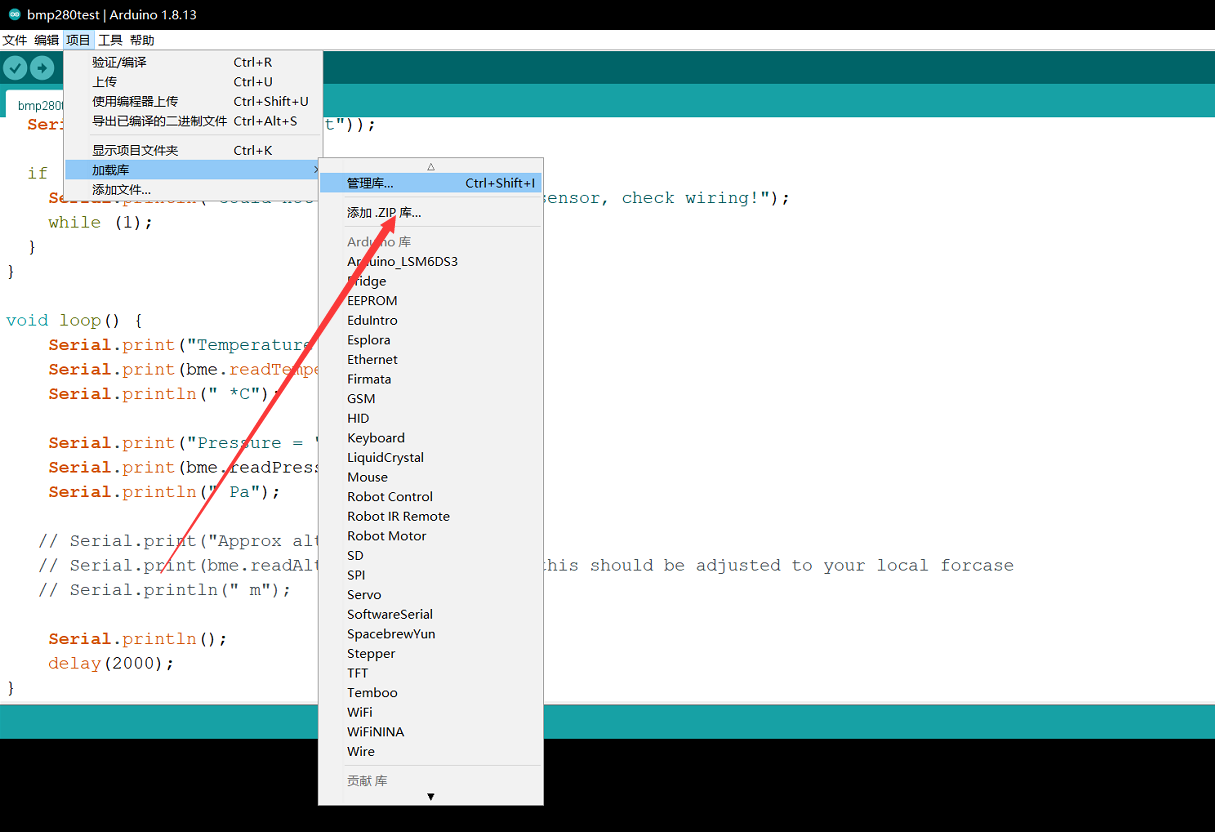 bmp280test | Arduino 1.8.13
文件 编辑 项目 工具 帮助
验证/编译 Ctrl+R
上传 Ctrl+U
使用编程器上传 Ctrl+Shift+U
导出已编译的二进制文件 Ctrl+Alt+S
显示项目文件夹 Ctrl+K
加载库
添加文件...
管理库... Ctrl+Shift+I
添加 .ZIP 库...
Arduino 库
Arduino_LSM6DS3
Bridge
EEPROM
EduIntro
Esplora
Ethernet
Firmata
GSM
HID
Keyboard
LiquidCrystal
Mouse
Robot Control
Robot IR Remote
Robot Motor
SD
SPI
Servo
SoftwareSerial
SpacebrewYun
Stepper
TFT
Temboo
WiFi
WiFiNINA
Wire
贡献 库
bmp280
t"));
if
sensor, check wiring!");
while (1);
}
}
void loop() {
Serial.print("Temperature
Serial.print(bme.readTempe
Serial.println(" *C");
Serial.print("Pressure = "
Serial.print(bme.readPress
Serial.println(" Pa");
// Serial.print("Approx alt
// Serial.print(bme.readAlt this should be adjusted to your local forcase
// Serial.println(" m");
Serial.println();
delay(2000);
}